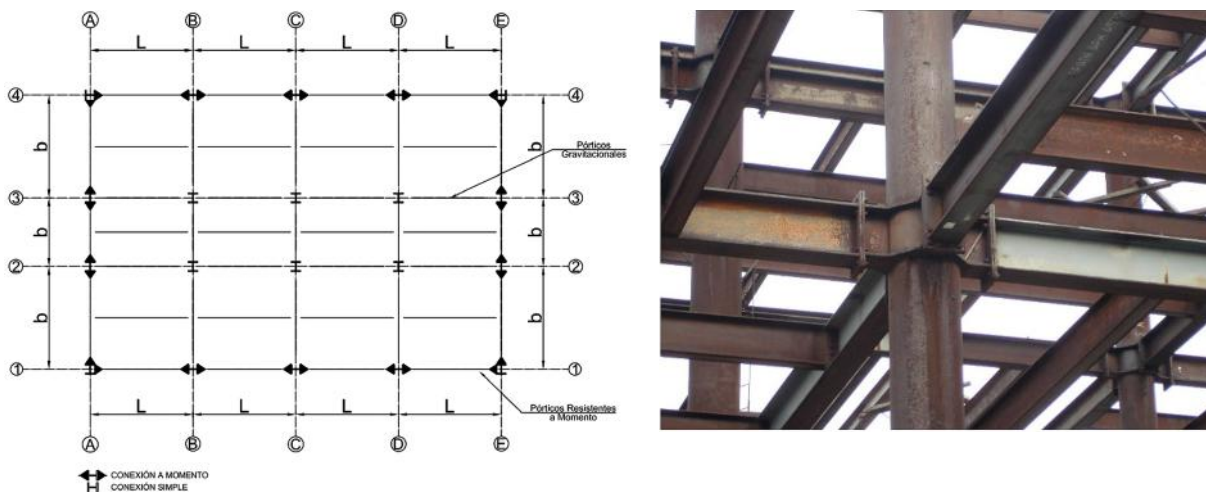 A B C D E
L L L L
4 4
b b
Pórticos
Gravitacionales
3 3
b b
2 2
b b
1 1
Pórticos Resistentes
a Momento
L L L L
A B C D E
CONEXIÓN A MOMENTO
CONEXIÓN SIMPLE